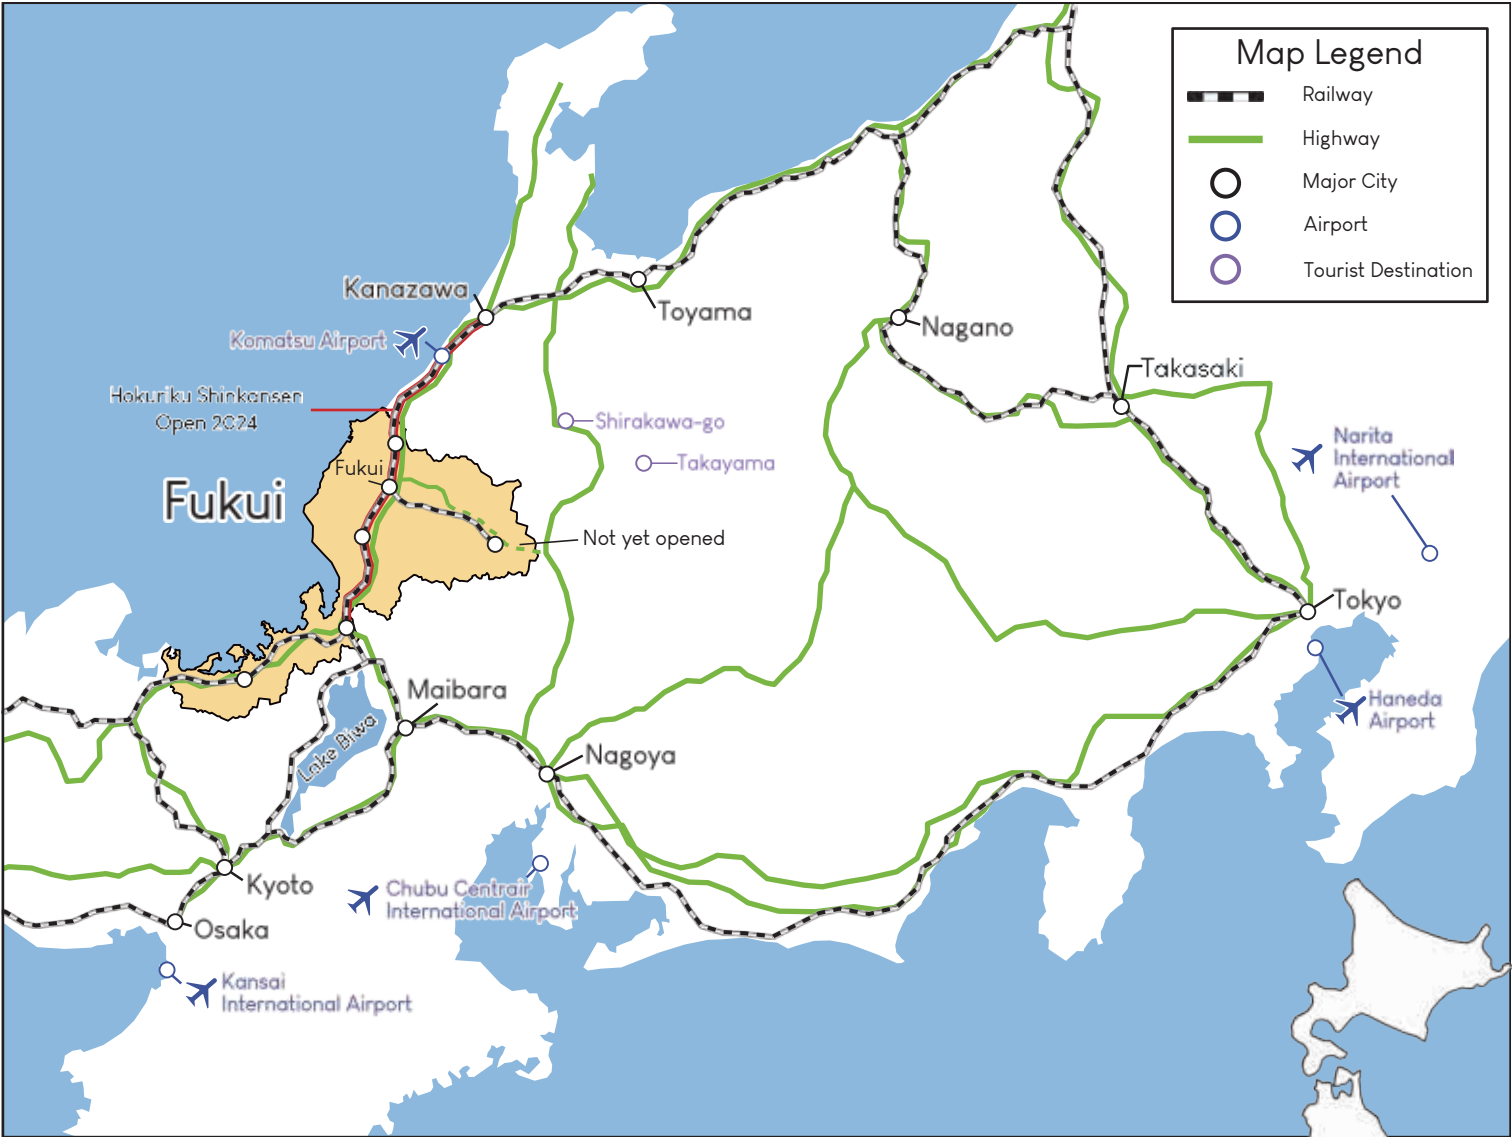 Map Legend
Railway
Highway
Major City
Airport
Tourist Destination
Kanazawa
Komatsu Airport
Toyama
Nagano
Takasaki
Hokuriku Shinkansen
Open 2024
Shirakawa-go
Takayama
Narita
International
Airport
Fukui
Fukui
Not yet opened
Tokyo
Maibara
Haneda
Airport
Lake Biwa
Nagoya
Kyoto
Chubu Centrair
International Airport
Osaka
Kansai
International Airport